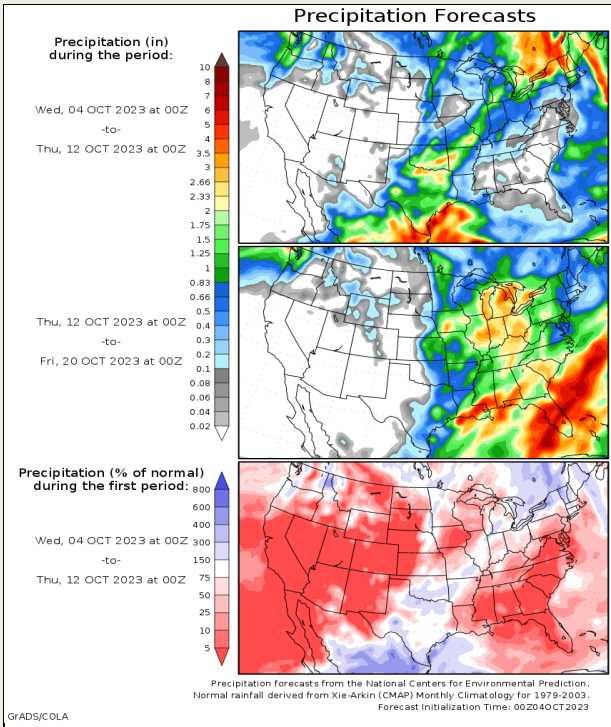 Precipitation Forecasts
Precipitation (in)
during the period:
Wed, 04 OCT 2023 at 00Z
-to-
Thu, 12 OCT 2023 at 00Z
10
8
7
6
5
4
3.5
3
2.66
2.33
2
1.75
1.5
1.25
1
0.83
0.66
0.5
0.4
0.3
0.2
0.1
0.08
0.06
0.04
0.02
Thu, 12 OCT 2023 at 00Z
-to-
Fri, 20 OCT 2023 at 00Z
Precipitation (% of normal)
during the first period:
Wed, 04 OCT 2023 at 00Z
-to-
Thu, 12 OCT 2023 at 00Z
800
600
400
300
150
75
50
25
10
5
Precipitation forecasts from the National Centers for Environmental Prediction.
Normal rainfall derived from Xie-Arkin (CMAP) Monthly Climatology for 1979-2003.
Forecast Initialization Time: 00Z04OCT2023
GrADS/COLA